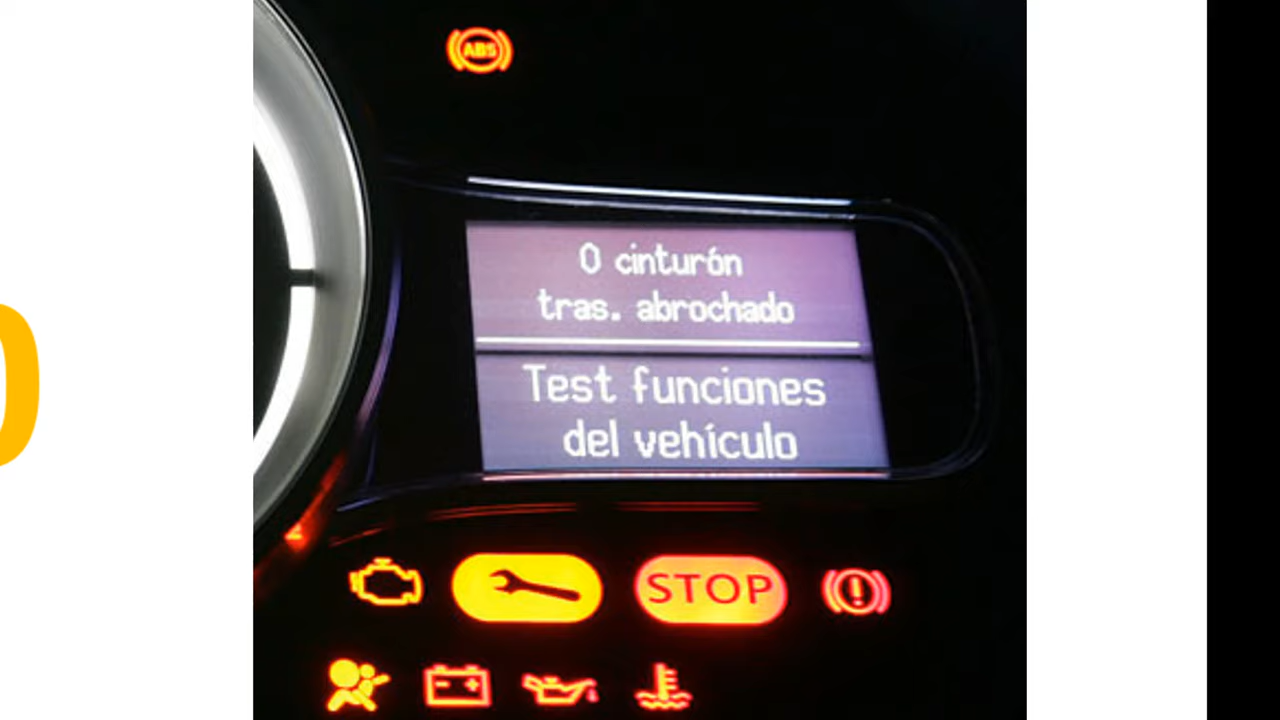 ABS
0 cinturón
tras. abrochado
Test funciones
del vehículo
STOP